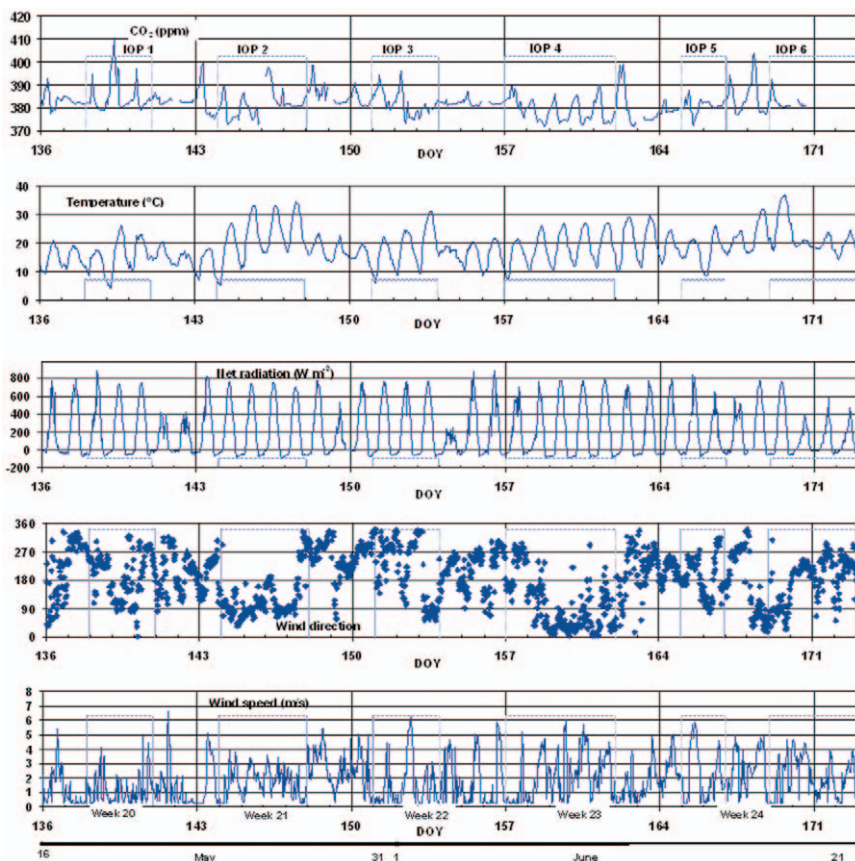 CO2 (ppm)
IOP 1 IOP 2 IOP 3 IOP 4 IOP 5 IOP 6
420
410
400
390
380
370
136 143 150 157 164 171
DOY
Temperature (°C)
40
30
20
10
0
136 143 150 157 164 171
DOY
Net radiation (W m-2)
800
600
400
200
0
-200
136 143 150 157 164 171
DOY
360
270
180
90
0
Wind direction
136 143 150 157 164 171
DOY
Wind speed (m/s)
8
7
6
5
4
3
2
1
0
Week 20 Week 21 Week 22 Week 23 Week 24
136 143 150 157 164 171
DOY
16 May 31 1 June 21